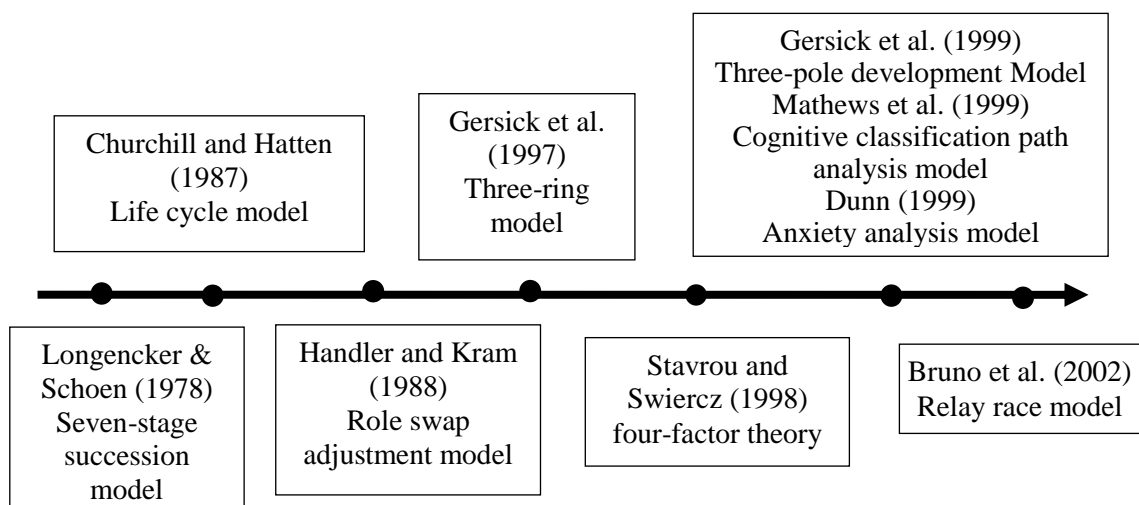 Churchill and Hatten
(1987)
Life cycle model
Gersick et al.
(1997)
Three-ring
model
Gersick et al. (1999)
Three-pole development Model
Mathews et al. (1999)
Cognitive classification path
analysis model
Dunn (1999)
Anxiety analysis model
Longencker &
Schoen (1978)
Seven-stage
succession
model
Handler and Kram
(1988)
Role swap
adjustment model
Stavrou and
Swiercz (1998)
four-factor theory
Bruno et al. (2002)
Relay race model